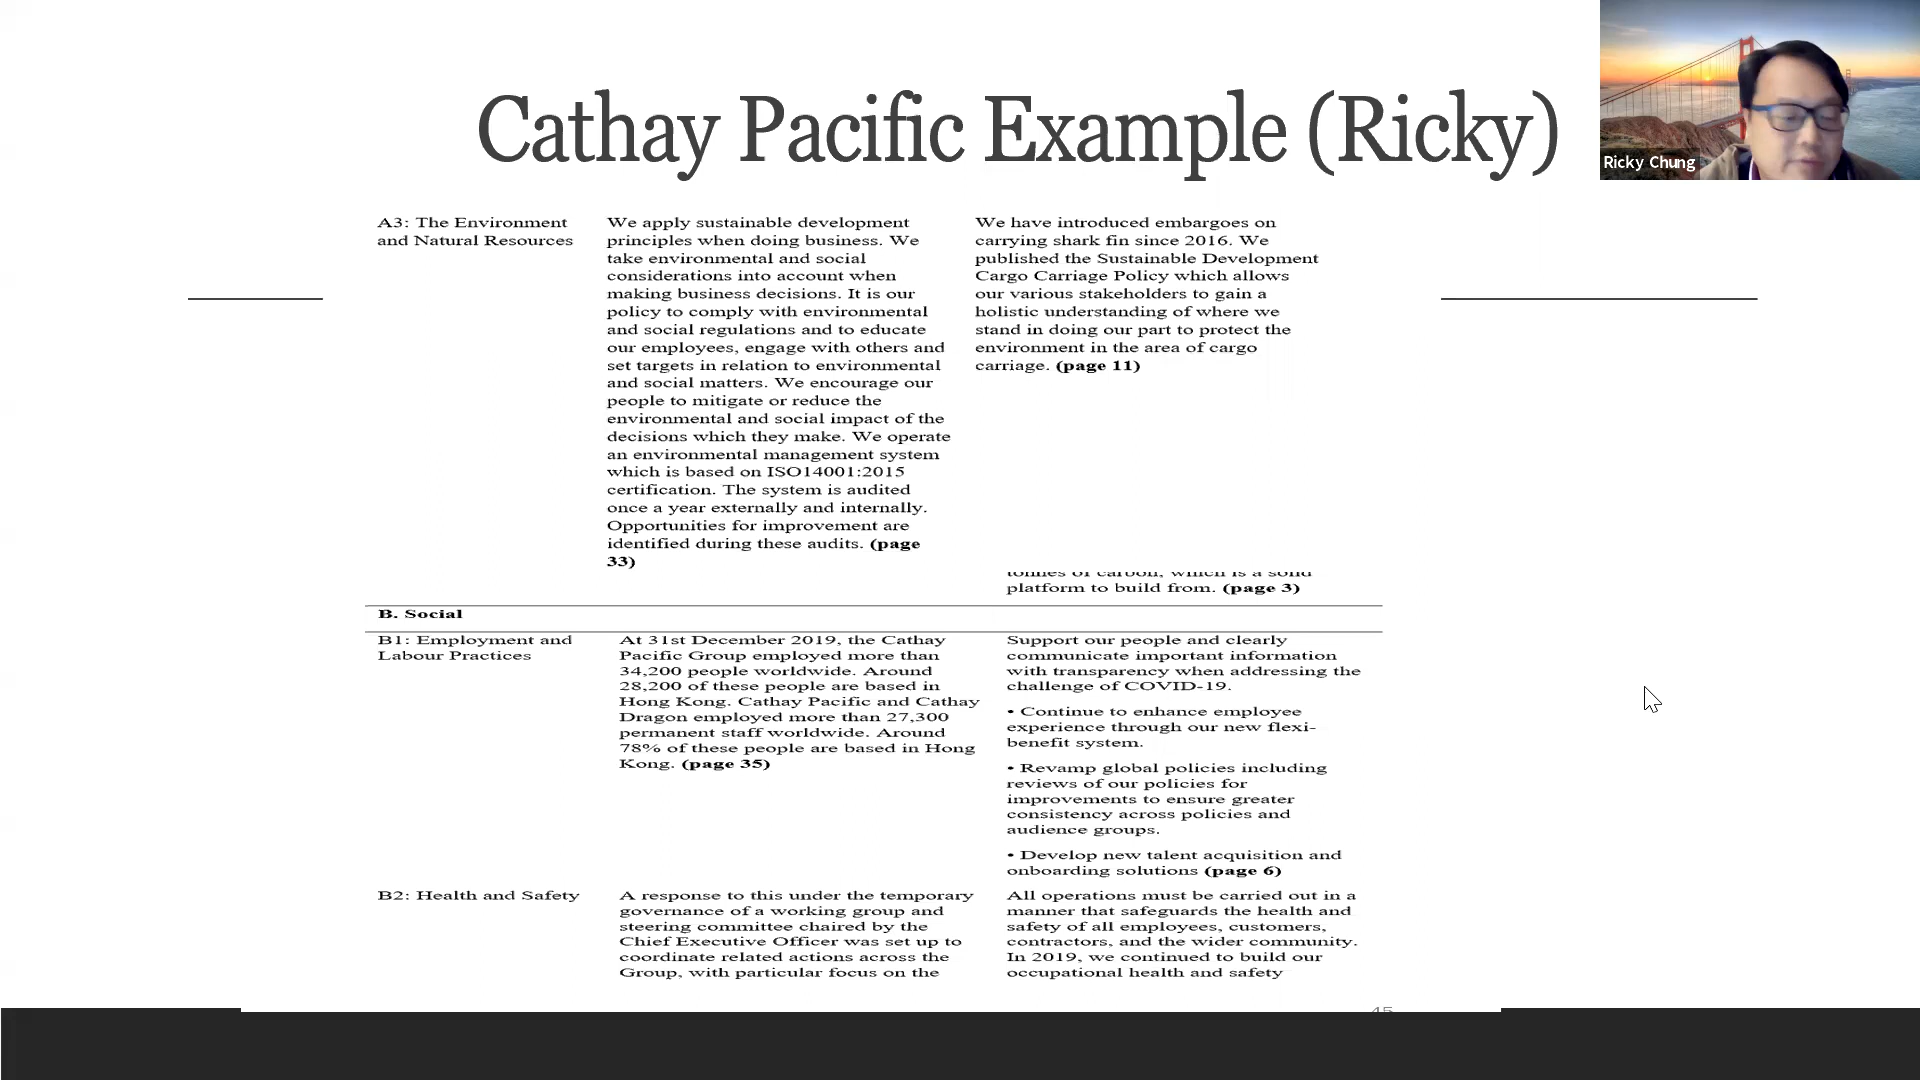 Cathay Pacific Example (Ricky)
Ricky Chung
A3: The Environment
and Natural Resources
We apply sustainable development
principles when doing business. We
take environmental and social
considerations into account when
making business decisions. It is our
policy to comply with environmental
and social regulations and to educate
our employees, engage with others and
set targets in relation to environmental
and social matters. We encourage our
people to mitigate or reduce the
environmental and social impact of the
decisions which they make. We operate
an environmental management system
which is based on ISO14001:2015
certification. The system is audited
once a year externally and internally.
Opportunities for improvement are
identified during these audits. (page
33)
We have introduced embargoes on
carrying shark fin since 2016. We
published the Sustainable Development
Cargo Carriage Policy which allows
our various stakeholders to gain a
holistic understanding of where we
stand in doing our part to protect the
environment in the area of cargo
carriage. (page 11)
tonnes of carbon, which is a solid
platform to build from. (page 3)
B. Social
B1: Employment and
Labour Practices
At 31st December 2019, the Cathay
Pacific Group employed more than
34,200 people worldwide. Around
28,200 of these people are based in
Hong Kong. Cathay Pacific and Cathay
Dragon employed more than 27,300
permanent staff worldwide. Around
78% of these people are based in Hong
Kong. (page 35)
Support our people and clearly
communicate important information
with transparency when addressing the
challenge of COVID-19.
• Continue to enhance employee
experience through our new flexi-
benefit system.
• Revamp global policies including
reviews of our policies for
improvements to ensure greater
consistency across policies and
audience groups.
• Develop new talent acquisition and
onboarding solutions (page 6)
B2: Health and Safety
A response to this under the temporary
governance of a working group and
steering committee chaired by the
Chief Executive Officer was set up to
coordinate related actions across the
Group, with particular focus on the
All operations must be carried out in a
manner that safeguards the health and
safety of all employees, customers,
contractors, and the wider community.
In 2019, we continued to build our
occupational health and safety
45